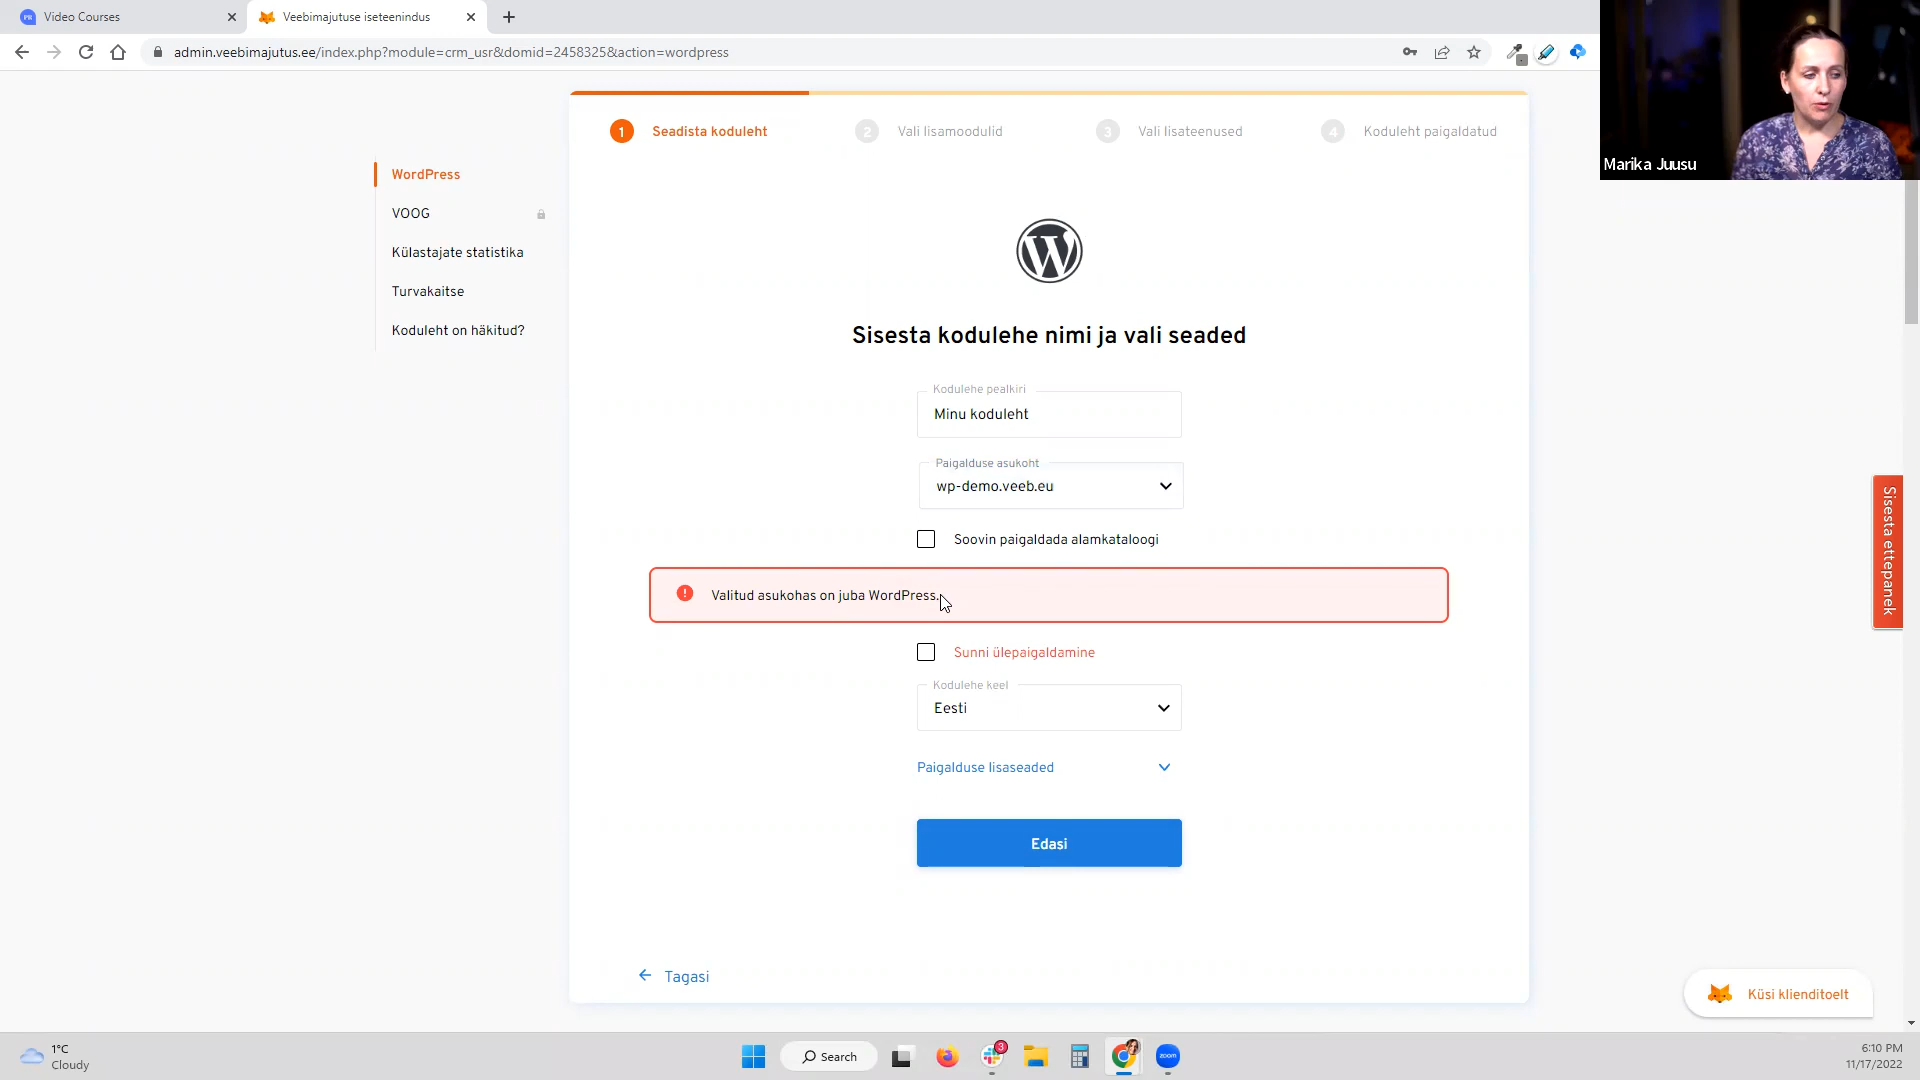 Video Courses
Veebimajutuse iseteenindus
admin.veebimajutus.ee/index.php?module=crm_usr&domid=2458325&action=wordpress
Marika Juusu
1 Seadista koduleht
2 Vali lisamoodulid
3 Vali lisateenused
4 Koduleht paigaldatud
WordPress
VOOG
Külastajate statistika
Turvakaitse
Koduleht on häkitud?
Sisesta kodulehe nimi ja vali seaded
Kodulehe pealkiri
Minu koduleht
Paigalduse asukoht
wp-demo.veeb.eu
Soovin paigaldada alamkataloogi
Valitud asukohas on juba WordPress.
Sunni ülepaigaldamine
Kodulehe keel
Eesti
Paigalduse lisaseaded
Edasi
Tagasi
Sisesta ettepanek
Küsi klienditoelt
1°C
Cloudy
Search
3
zoom
6:10 PM
11/17/2022